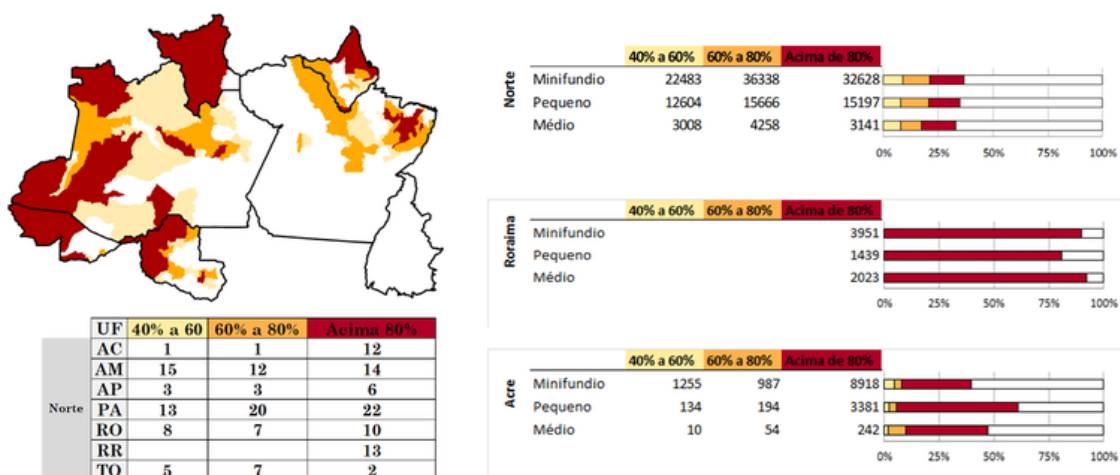 UF 40% a 60 60% a 80% Acima 80%
AC 1 1 12
AM 15 12 14
AP 3 3 6
Norte PA 13 20 22
RO 8 7 10
RR 13
TO 5 7 2
Norte
40% a 60% 60% a 80% Acima de 80%
Minifundio 22483 36338 32628
Pequeno 12604 15666 15197
Médio 3008 4258 3141
0% 25% 50% 75% 100%
Roraima
40% a 60% 60% a 80% Acima de 80%
Minifundio 3951
Pequeno 1439
Médio 2023
0% 25% 50% 75% 100%
Acre
40% a 60% 60% a 80% Acima de 80%
Minifundio 1255 987 8918
Pequeno 134 194 3381
Médio 10 54 242
0% 25% 50% 75% 100%